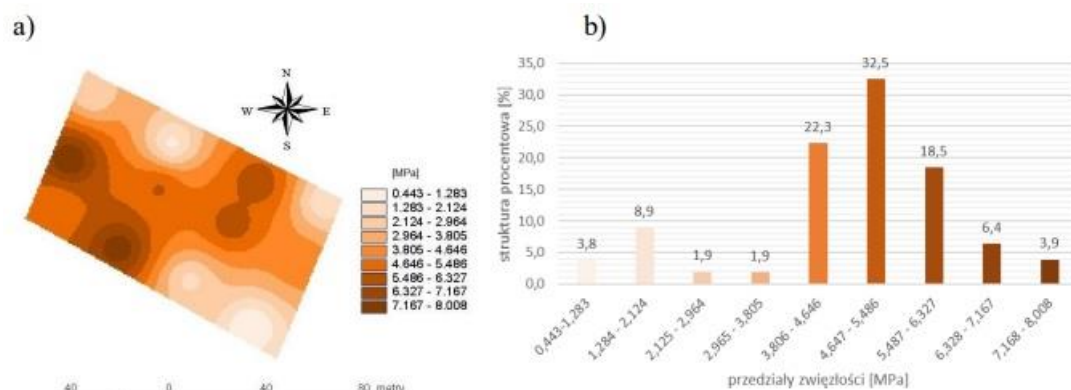 a)
N
W E
S
[MPa]
0.443 - 1.283
1.283 - 2.124
2.124 - 2.964
2.964 - 3.805
3.805 - 4.646
4.646 - 5.486
5.486 - 6.327
6.327 - 7.167
7.167 - 8.008
40 0 40 80 metry
b)
struktura procentowa [%]
35,0
30,0
25,0
20,0
15,0
10,0
5,0
0,0
3,8
8,9
1,9
1,9
22,3
32,5
18,5
6,4
3,9
0,443-1,283
1,284 - 2,124
2,125 - 2,964
2,965 - 3,805
3,806 - 4,646
4,647 - 5,486
5,487 - 6,327
6,328 - 7,167
7,168 - 8,008
przedziały zwięzłości [MPa]